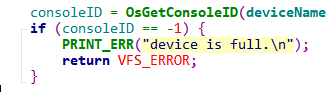 consoleID = OsGetConsoleID(deviceName
if (consoleID == -1) {
PRINT_ERR("device is full.\n");
return VFS_ERROR;
}